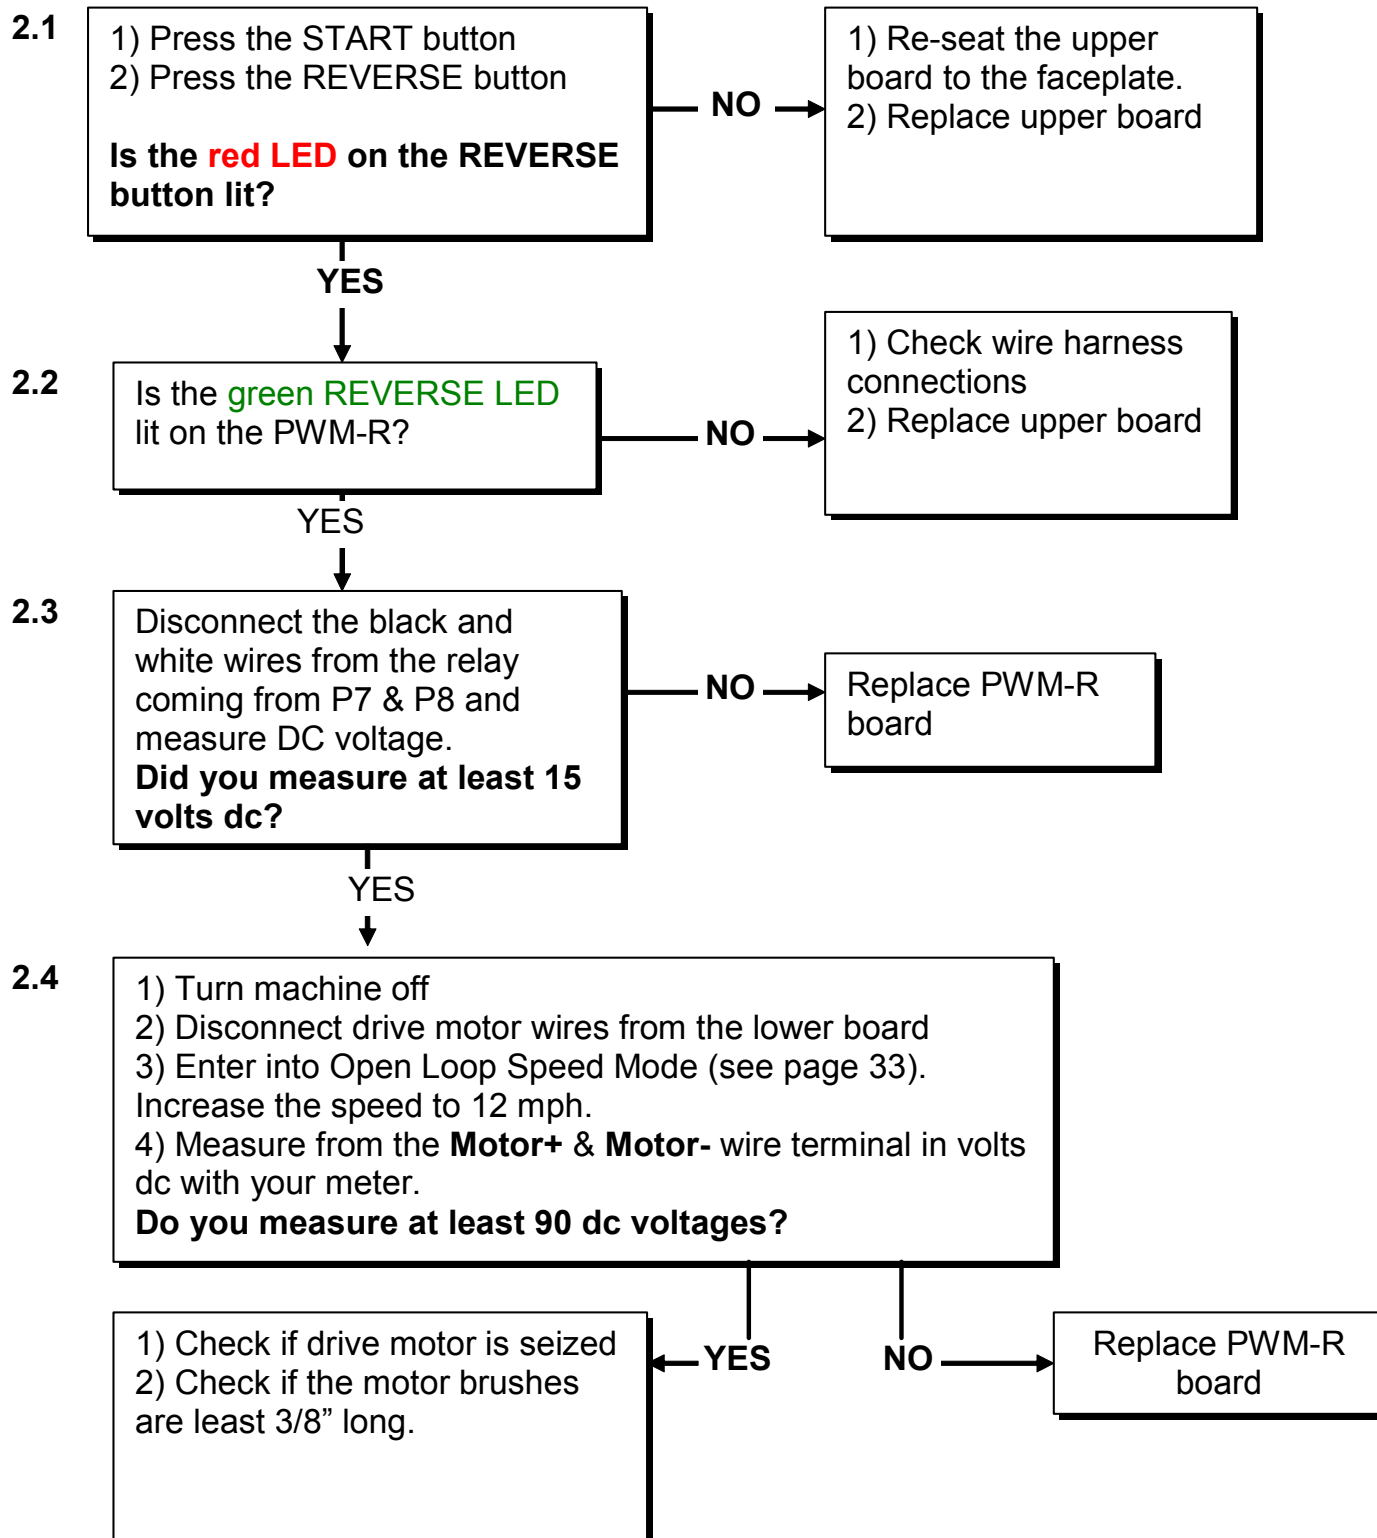 2.1
1) Press the START button
2) Press the REVERSE button
Is the red LED on the REVERSE
button lit?
NO
1) Re-seat the upper
board to the faceplate.
2) Replace upper board
YES
2.2
Is the green REVERSE LED
lit on the PWM-R?
NO
1) Check wire harness
connections
2) Replace upper board
YES
2.3
Disconnect the black and
white wires from the relay
coming from P7 & P8 and
measure DC voltage.
Did you measure at least 15
volts dc?
NO
Replace PWM-R
board
YES
2.4
1) Turn machine off
2) Disconnect drive motor wires from the lower board
3) Enter into Open Loop Speed Mode (see page 33).
Increase the speed to 12 mph.
4) Measure from the Motor+ & Motor- wire terminal in volts
dc with your meter.
Do you measure at least 90 dc voltages?
YES
NO
1) Check if drive motor is seized
2) Check if the motor brushes
are least 3/8” long.
Replace PWM-R
board